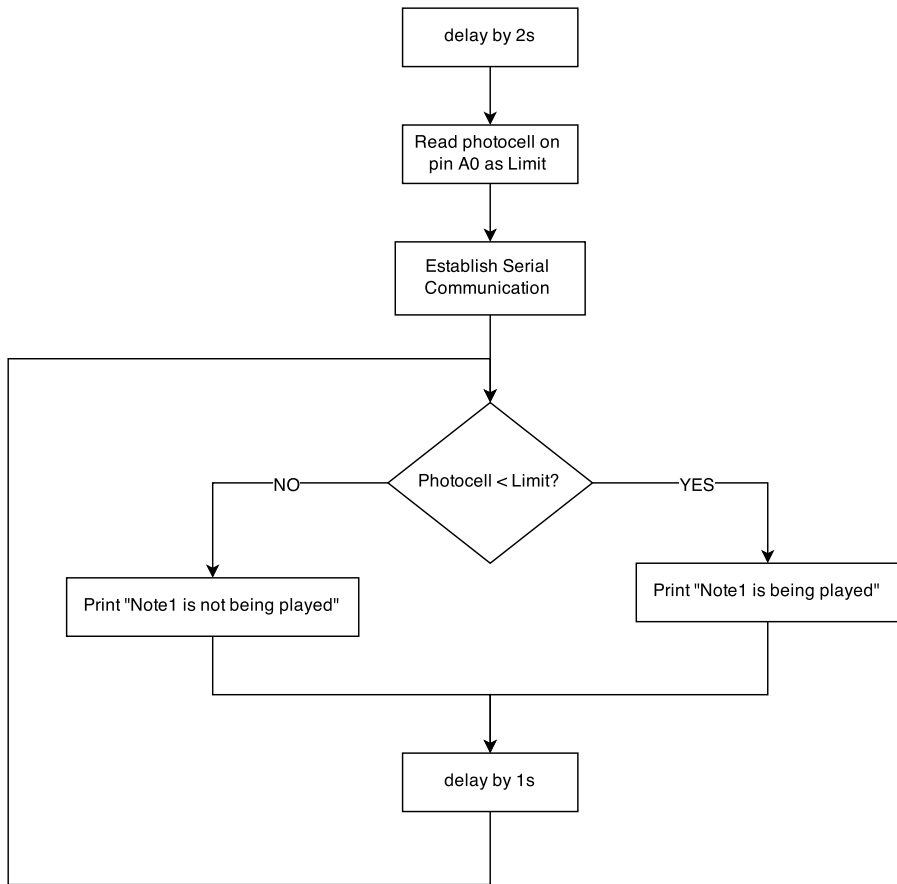 delay by 2s
Read photocell on
pin A0 as Limit
Establish Serial
Communication
Photocell < Limit?
NO
YES
Print "Note1 is not being played"
Print "Note1 is being played"
delay by 1s